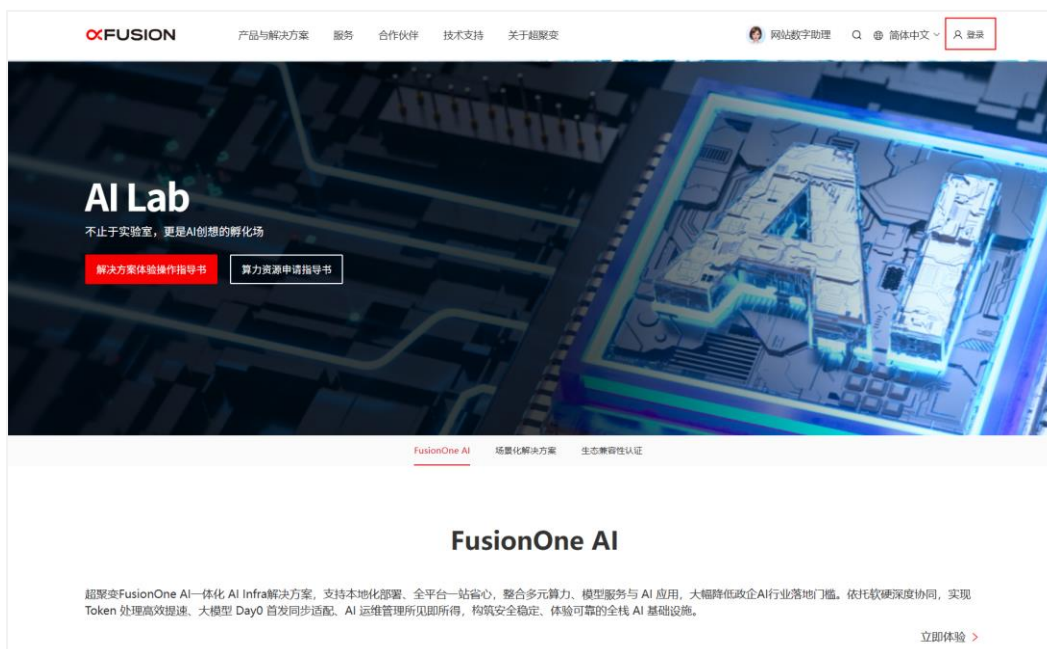 XFUSION 产品与解决方案 服务 合作伙伴 技术支持 关于超聚变 网站数字助理 简体中文 登录
AI
AI Lab
不止于实验室，更是AI创想的孵化场
解决方案体验操作指导书 算力资源申请指导书
FusionOne AI 场景化解决方案 生态兼容性认证
FusionOne AI
超聚变FusionOne AI一体化 AI Infra解决方案，支持本地化部署、全平台一站省心，整合多元算力、模型服务与 AI 应用，大幅降低政企AI行业落地门槛。依托软硬深度协同，实现
Token 处理高效提速、大模型 Day0 首发同步适配、AI 运维管理所见即所得，构筑安全稳定、体验可靠的全栈 AI 基础设施。
立即体验 >